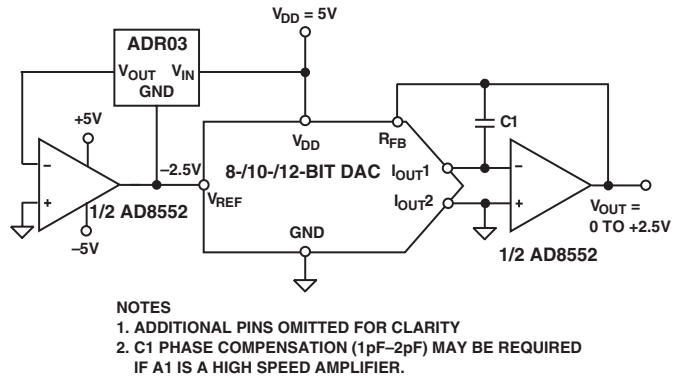 V_DD = 5V
ADR03
V_OUT V_IN
GND
+5V
−
+
−5V
1/2 AD8552
−2.5V
V_DD
R_FB
C1
8-/10-/12-BIT DAC
V_REF
I_OUT1
I_OUT2
GND
−
+
1/2 AD8552
V_OUT =
0 TO +2.5V
NOTES
1. ADDITIONAL PINS OMITTED FOR CLARITY
2. C1 PHASE COMPENSATION (1pF–2pF) MAY BE REQUIRED
IF A1 IS A HIGH SPEED AMPLIFIER.